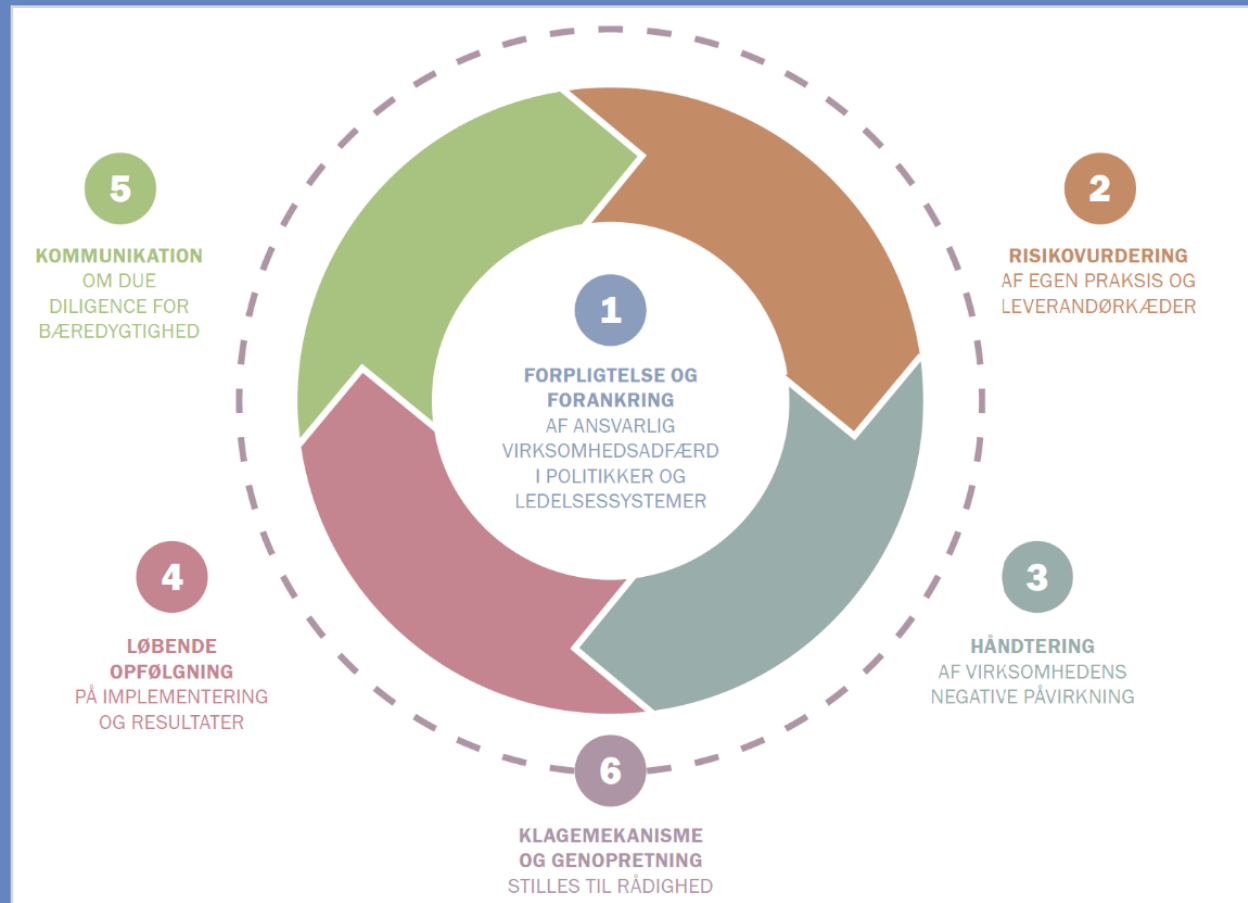 1
FORPLIGTELSE OG
FORANKRING
AF ANSVARLIG
VIRKSOMHEDSADFÆRD
I POLITIKKER OG
LEDELSESSYSTEMER
2
RISIKOVURDERING
AF EGEN PRAKSIS OG
LEVERANDØRKÆDER
3
HÅNDTERING
AF VIRKSOMHEDENS
NEGATIVE PÅVIRKNING
4
LØBENDE
OPFØLGNING
PÅ IMPLEMENTERING
OG RESULTATER
5
KOMMUNIKATION
OM DUE
DILIGENCE FOR
BÆREDYGTIGHED
6
KLAGEMEKANISME
OG GENOPRETNING
STILLES TIL RÅDIGHED